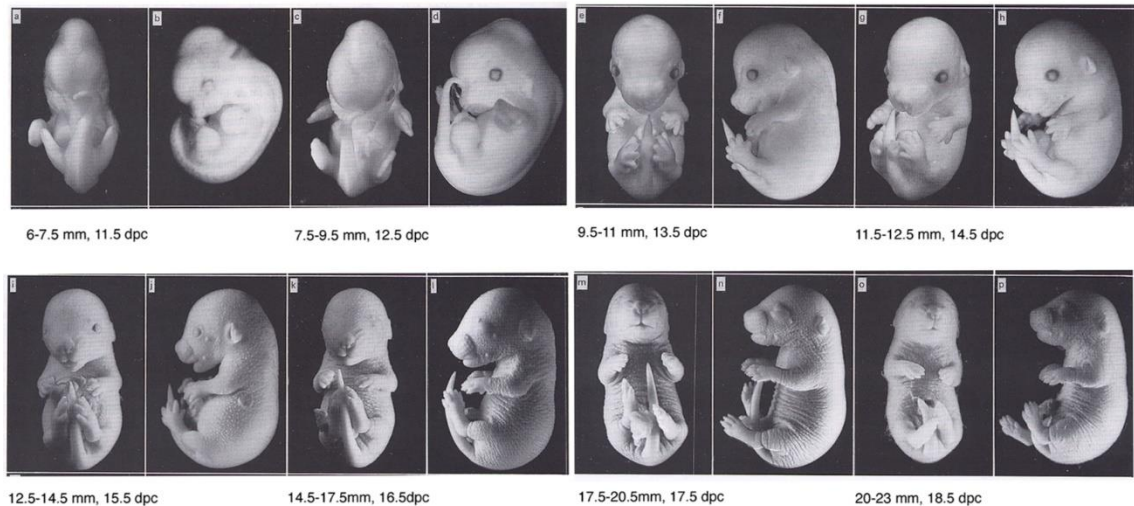 a b c d e f g h
6-7.5 mm, 11.5 dpc 7.5-9.5 mm, 12.5 dpc 9.5-11 mm, 13.5 dpc 11.5-12.5 mm, 14.5 dpc
i j k l m n o p
12.5-14.5 mm, 15.5 dpc 14.5-17.5mm, 16.5dpc 17.5-20.5mm, 17.5 dpc 20-23 mm, 18.5 dpc